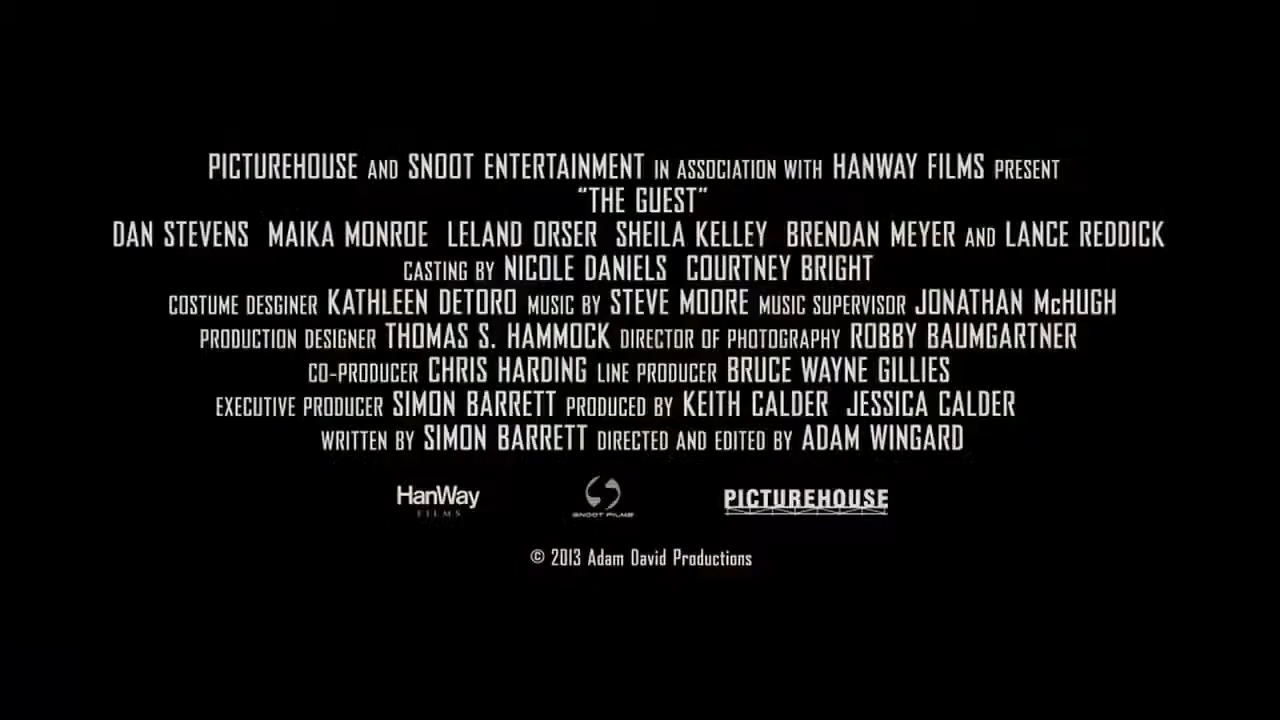 PICTUREHOUSE AND SNOOT ENTERTAINMENT IN ASSOCIATION WITH HANWAY FILMS PRESENT
"THE GUEST"
DAN STEVENS MAIKA MONROE LELAND ORSER SHEILA KELLEY BRENDAN MEYER AND LANCE REDDICK
CASTING BY NICOLE DANIELS COURTNEY BRIGHT
COSTUME DESGINER KATHLEEN DETORO MUSIC BY STEVE MOORE MUSIC SUPERVISOR JONATHAN McHUGH
PRODUCTION DESIGNER THOMAS S. HAMMOCK DIRECTOR OF PHOTOGRAPHY ROBBY BAUMGARTNER
CO-PRODUCER CHRIS HARDING LINE PRODUCER BRUCE WAYNE GILLIES
EXECUTIVE PRODUCER SIMON BARRETT PRODUCED BY KEITH CALDER JESSICA CALDER
WRITTEN BY SIMON BARRETT DIRECTED AND EDITED BY ADAM WINGARD
HanWay
FILMS
SNOOT FILMS
PICTUREHOUSE
© 2013 Adam David Productions